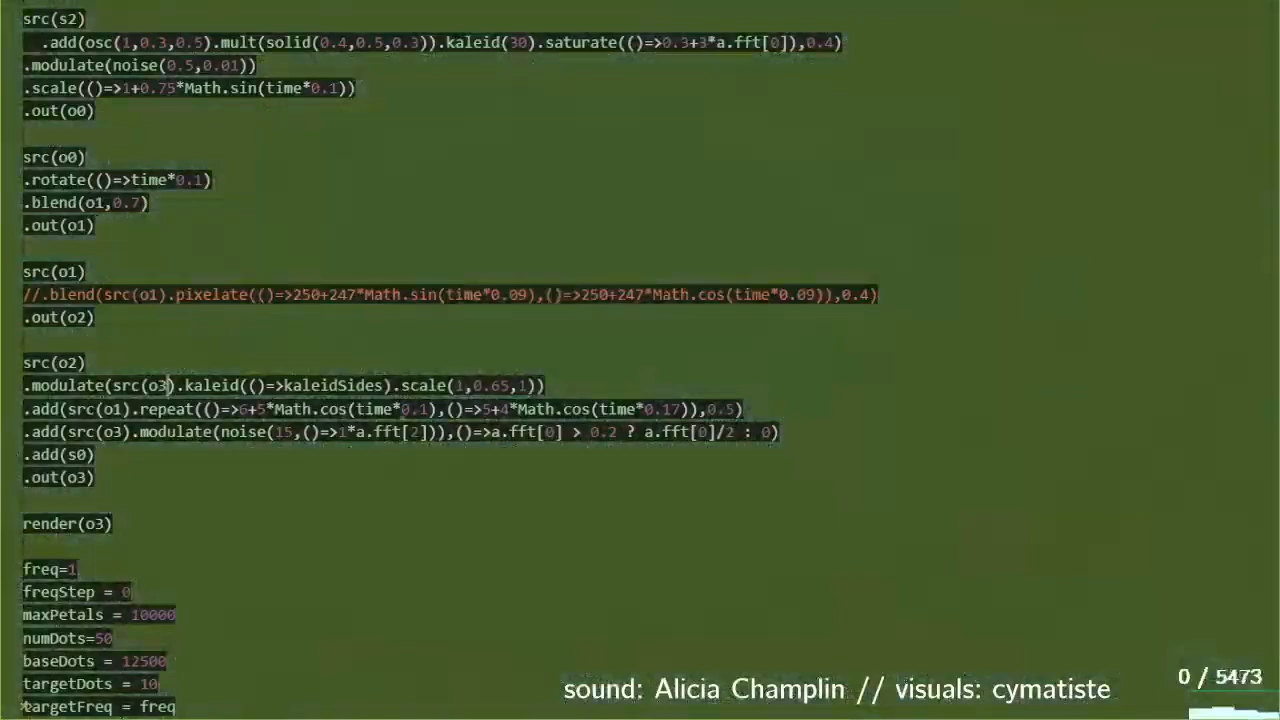 src(s2)
.add(osc(1,0.3,0.5).mult(solid(0.4,0.5,0.3)).kaleid(30).saturate(()=>0.3+3*a.fft[0]),0.4)
.modulate(noise(0.5,0.01))
.scale(()=>1+0.75*Math.sin(time*0.1))
.out(o0)
src(o0)
.rotate(()=>time*0.1)
.blend(o1,0.7)
.out(o1)
src(o1)
//.blend(src(o1).pixelate(()=>250+247*Math.sin(time*0.09),()=>250+247*Math.cos(time*0.09)),0.4)
.out(o2)
src(o2)
.modulate(src(o3).kaleid(()=>kaleidSides).scale(1,0.65,1))
.add(src(o1).repeat(()=>6+5*Math.cos(time*0.1),()=>5+4*Math.cos(time*0.17)),0.5)
.add(src(o3).modulate(noise(15,()=>1*a.fft[2])),()=>a.fft[0] > 0.2 ? a.fft[0]/2 : 0)
.add(s0)
.out(o3)
render(o3)
freq=1
freqStep = 0
maxPetals = 10000
numDots=50
baseDots = 12500
targetDots = 10
targetFreq = freq
sound: Alicia Champlin // visuals: cymatiste
0 / 5473